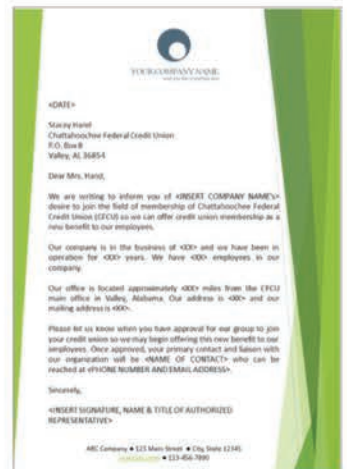 YOUR COMPANY NAME
<DATE>
Stacey Hand
Chattahoochee Federal Credit Union
P.O. Box 8
Valley, AL 36854
Dear Mrs. Hand,
We are writing to inform you of <INSERT COMPANY NAME's>
desire to join the field of membership of Chattahoochee Federal
Credit Union (CFCU) so we can offer credit union membership as a
new benefit to our employees.
Our company is in the business of <XX> and we have been in
operation for <XX> years. We have <XX> employees in our
company.
Our office is located approximately <XX> miles from the CFCU
main office in Valley, Alabama. Our address is <XX> and our
mailing address is <XX>.
Please let us know when you have approval for our group to join
your credit union so we may begin offering this new benefit to our
employees. Once approved, your primary contact and liaison with
our organization will be <NAME OF CONTACT> who can be
reached at <PHONE NUMBER AND EMAIL ADDRESS>.
Sincerely,
<INSERT SIGNATURE, NAME & TITLE OF AUTHORIZED
REPRESENTATIVE>
ABC Company ● 123 Main Street ● City State 12345
● 123-456-7890